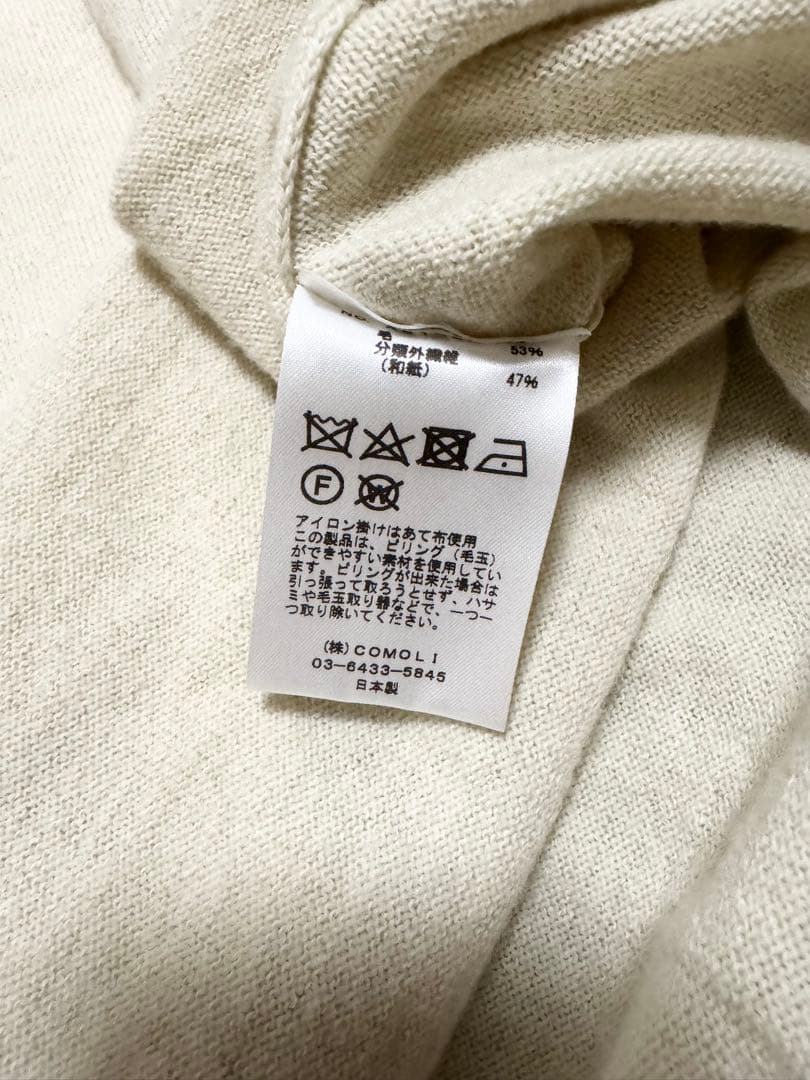 毛 53%
分類外繊維
(和紙) 47%
F
W
アイロン掛けはあて布使用
この製品は、ピリング(毛玉)
ができやすい素材を使用してい
ます。ピリングが出来た場合は
引っ張って取ろうとせず、ハサ
ミや毛玉取り器などで、一つ一
つ取り除いてください。
(株)COMOLI
03-6433-5845
日本製